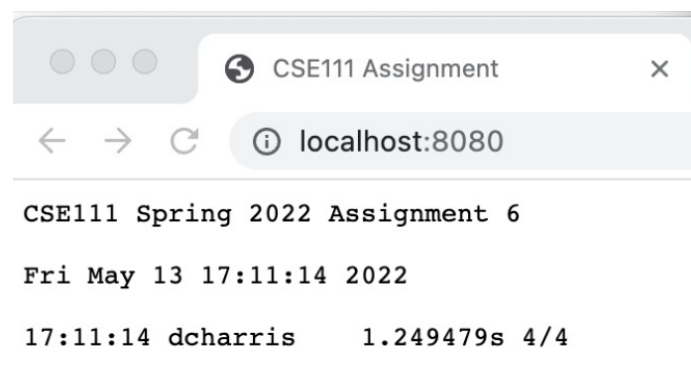 CSE111 Assignment
localhost:8080
CSE111 Spring 2022 Assignment 6
Fri May 13 17:11:14 2022
17:11:14 dcharris    1.249479s 4/4